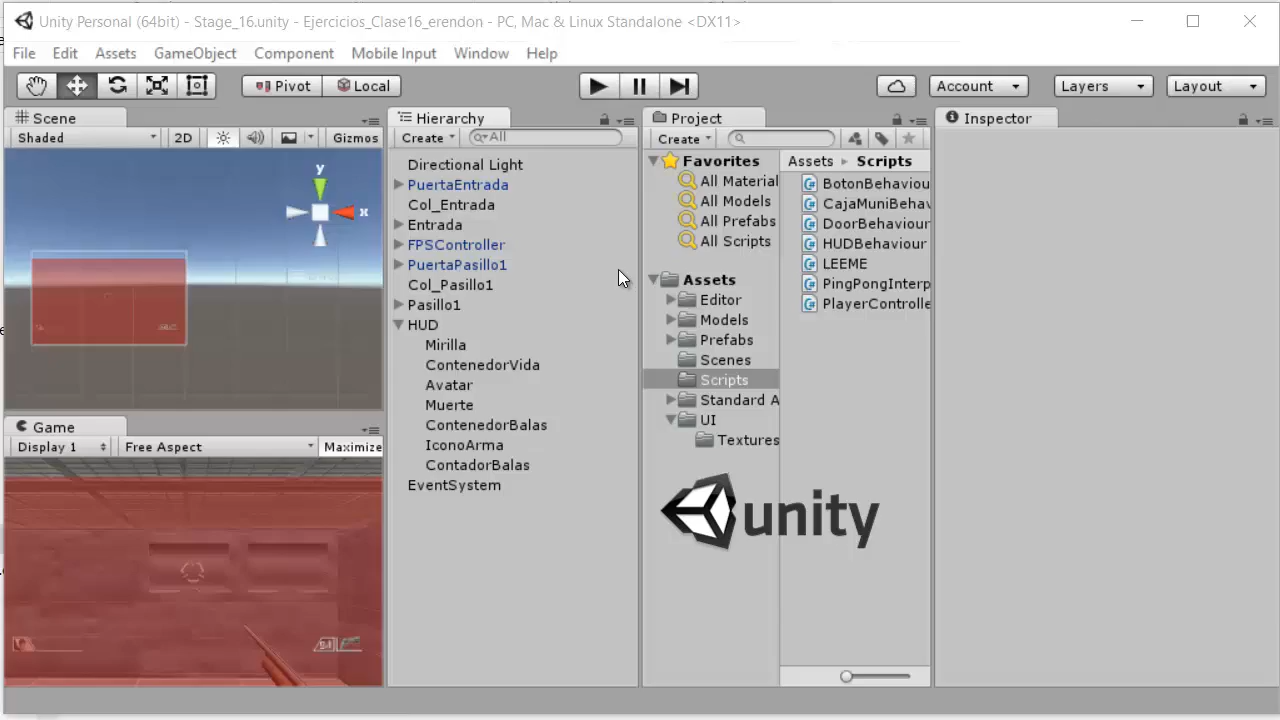 Unity Personal (64bit) - Stage_16.unity - Ejercicios_Clase16_erendon - PC, Mac & Linux Standalone <DX11>
File Edit Assets GameObject Component Mobile Input Window Help
Pivot Local Account Layers Layout
Scene
Shaded 2D Gizmos
y
x
Game
Display 1 Free Aspect Maximize
Hierarchy
Create All
Directional Light
PuertaEntrada
Col_Entrada
Entrada
FPSController
PuertaPasillo1
Col_Pasillo1
Pasillo1
HUD
Mirilla
ContenedorVida
Avatar
Muerte
ContenedorBalas
IconoArma
ContadorBalas
EventSystem
Project
Create
Favorites
All Material
All Models
All Prefabs
All Scripts
Assets
Editor
Models
Prefabs
Scenes
Scripts
Standard A
UI
Textures
Assets Scripts
BotonBehaviou
CajaMuniBehav
DoorBehaviour
HUDBehaviour
LEEME
PingPongInterp
PlayerControlle
unity
Inspector